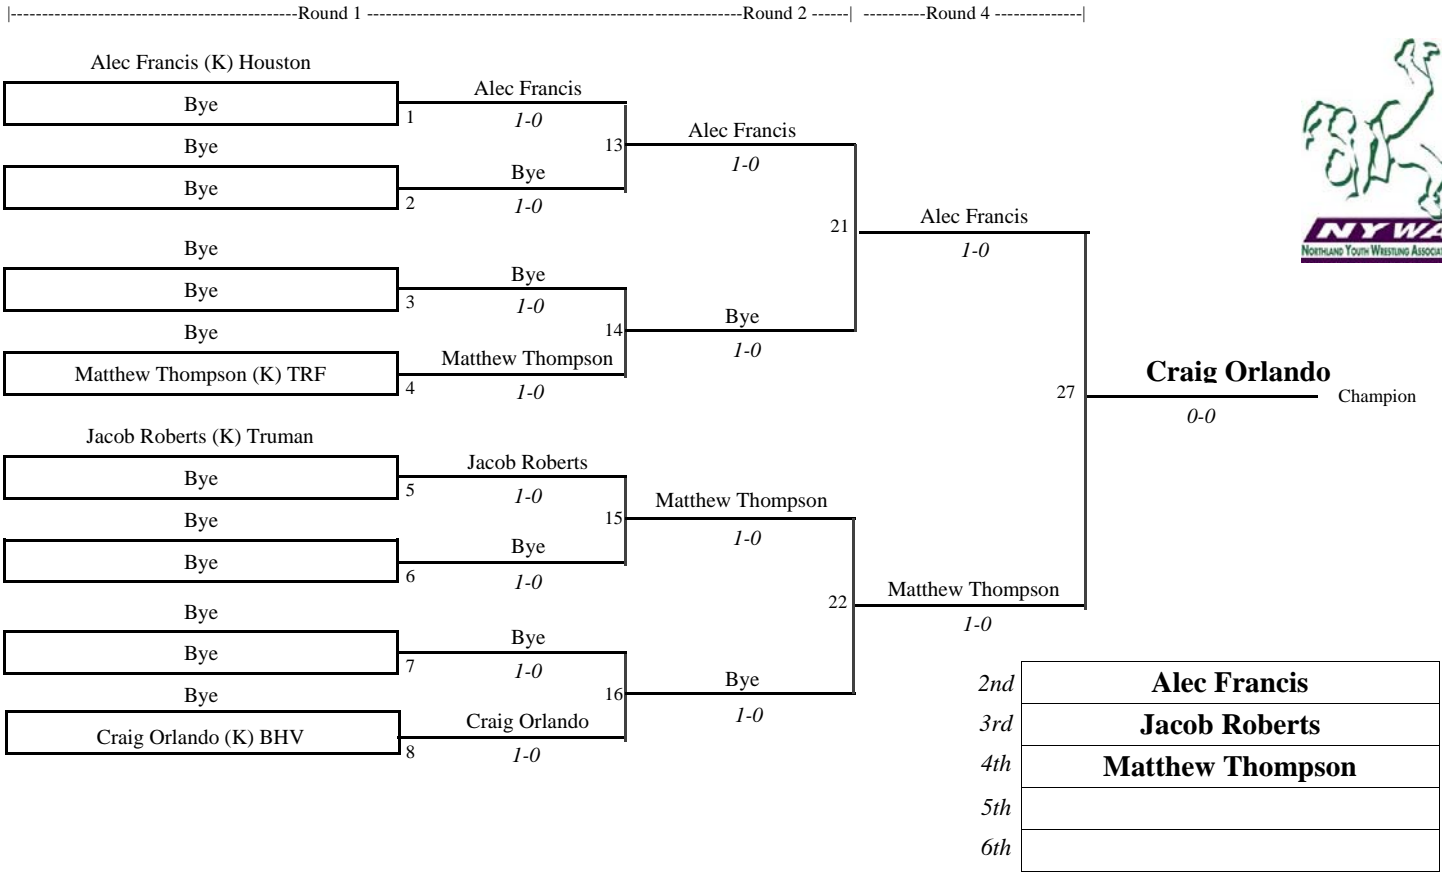 |----------------------------------------------Round 1 ------------------------------------------------------------Round 2 ------| ----------Round 4 --------------|
Alec Francis (K) Houston
Bye
1
Alec Francis
1-0
Bye
Bye
2
Bye
1-0
13
Alec Francis
1-0
Bye
Bye
3
Bye
1-0
Bye
Matthew Thompson (K) TRF
4
Matthew Thompson
1-0
14
Bye
1-0
21
Alec Francis
1-0
Jacob Roberts (K) Truman
Bye
5
Jacob Roberts
1-0
Bye
Bye
6
Bye
1-0
15
Matthew Thompson
1-0
Bye
Bye
7
Bye
1-0
Bye
Craig Orlando (K) BHV
8
Craig Orlando
1-0
16
Bye
1-0
22
Matthew Thompson
1-0
27
Craig Orlando
Champion
0-0
NYWA
Northland Youth Wrestling Associat
2nd Alec Francis
3rd Jacob Roberts
4th Matthew Thompson
5th
6th